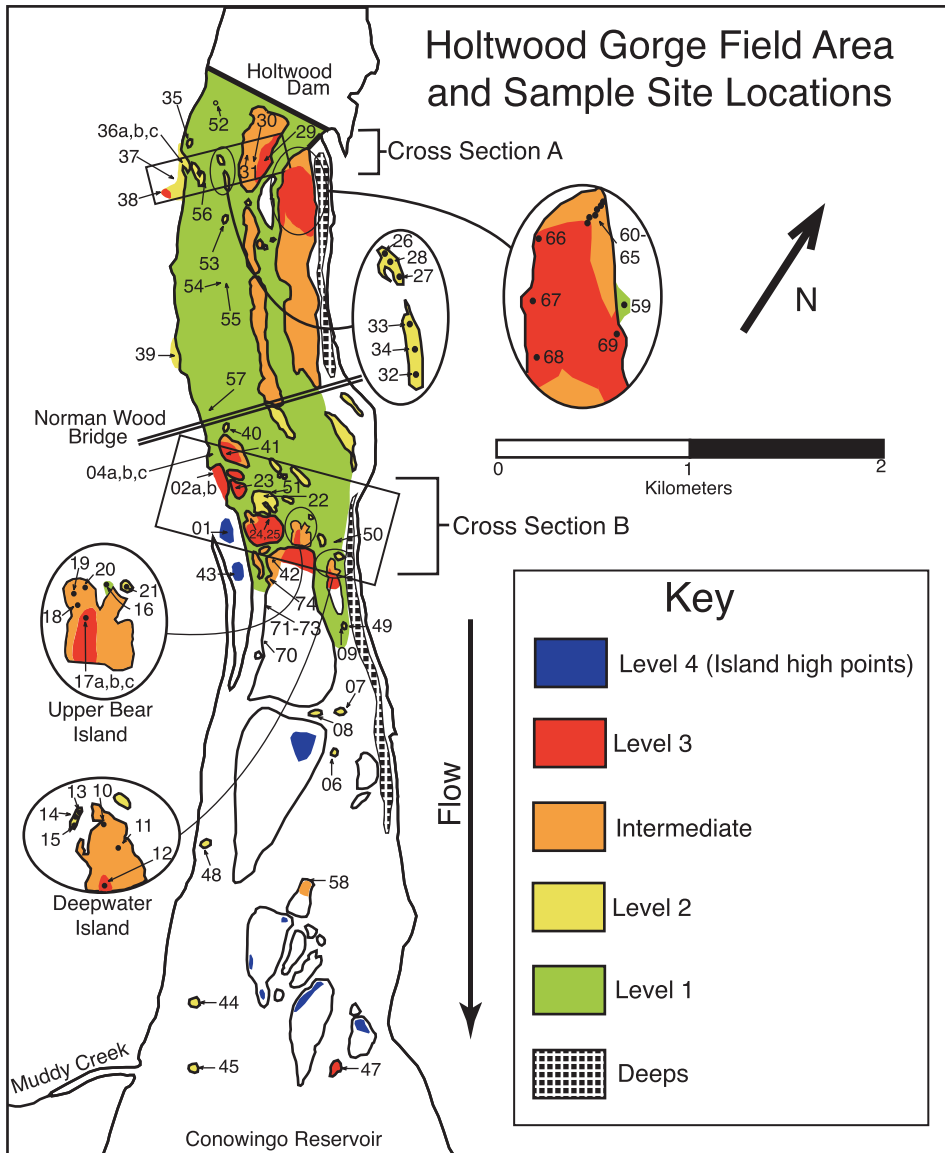 Holtwood Gorge Field Area
and Sample Site Locations
Holtwood
Dam
35
52
30
29
36a,b,c
37
31
38
56
Cross Section A
53
54
55
39
57
26
28
27
33
34
32
66
60-
65
67
59
69
68
N
Norman Wood
Bridge
40
41
04a,b,c
02a,b
23
51
22
01
24,25
50
43
42
74
71-73
70
49
09
Cross Section B
0
1
2
Kilometers
19
20
21
18
16
17a,b,c
Upper Bear
Island
07
08
06
13
10
14
11
15
12
Deepwater
Island
48
58
44
45
47
Flow
Muddy Creek
Conowingo Reservoir
Key
Level 4 (Island high points)
Level 3
Intermediate
Level 2
Level 1
Deeps